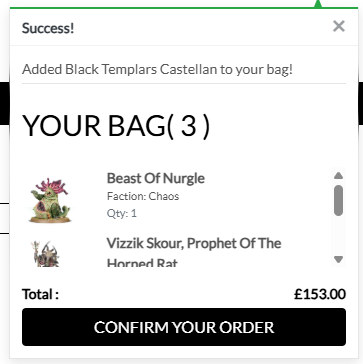 Success!
×
Added Black Templars Castellan to your bag!
YOUR BAG( 3 )
Beast Of Nurgle
Faction: Chaos
Qty: 1
Vizzik Skour, Prophet Of The
Horned Rat
Total :
£153.00
CONFIRM YOUR ORDER